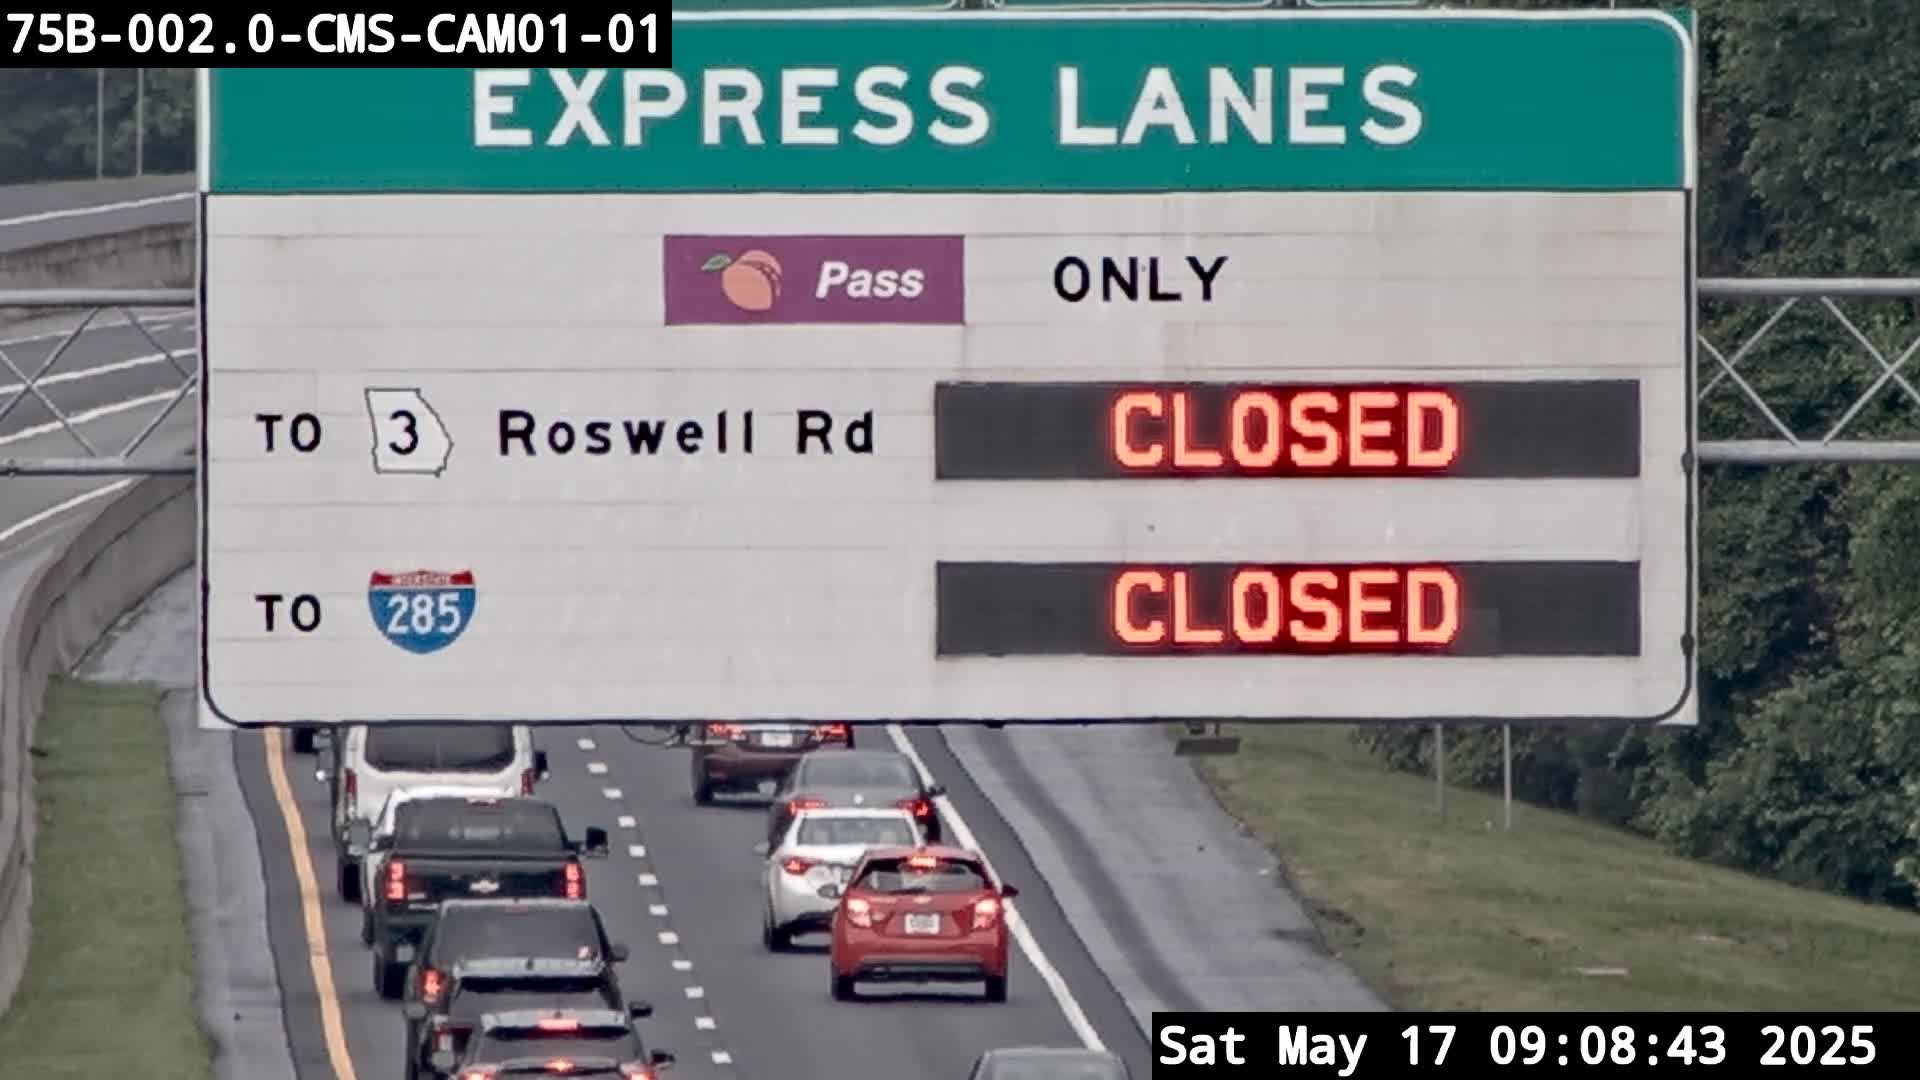 75B-002.0-CMS-CAM01-01
EXPRESS LANES
Pass ONLY
TO 3 Roswell Rd CLOSED
TO 285 CLOSED
Sat May 17 09:08:43 2025